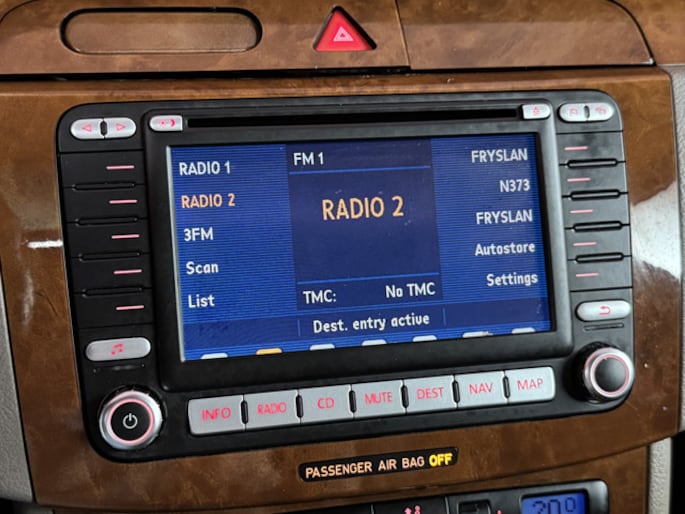 RADIO 1
FM 1
FRYSLAN
RADIO 2
RADIO 2
N373
3FM
FRYSLAN
Scan
Autostore
List
TMC:
No TMC
Settings
Dest. entry active
INFO
RADIO
CD
MUTE
DEST
NAV
MAP
PASSENGER AIR BAG OFF
20°